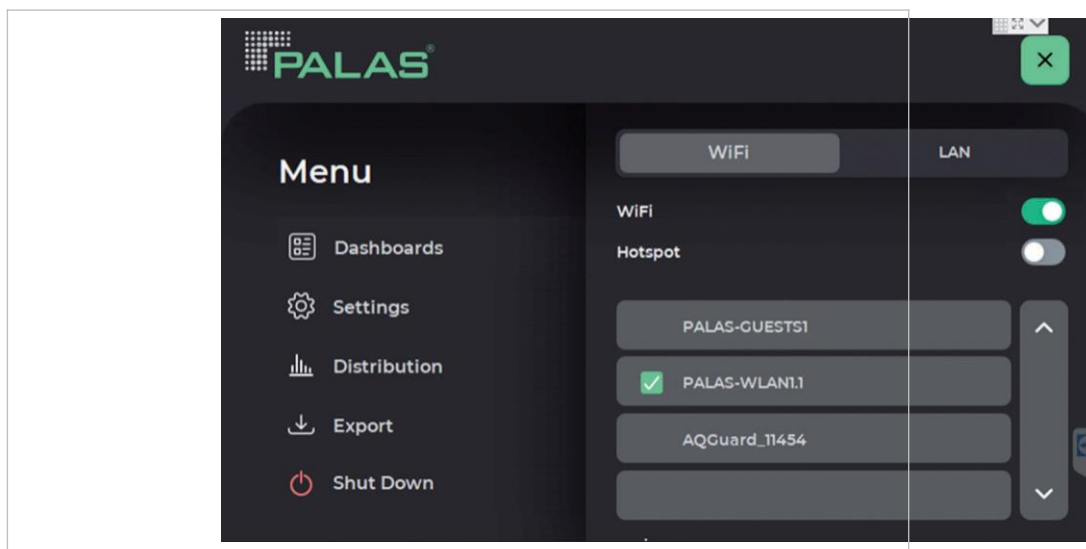 PALAS®
Menu
Dashboards
Settings
Distribution
Export
Shut Down
WiFi
LAN
WiFi
Hotspot
PALAS-GUESTS1
PALAS-WLAN1.1
AQGuard_11454